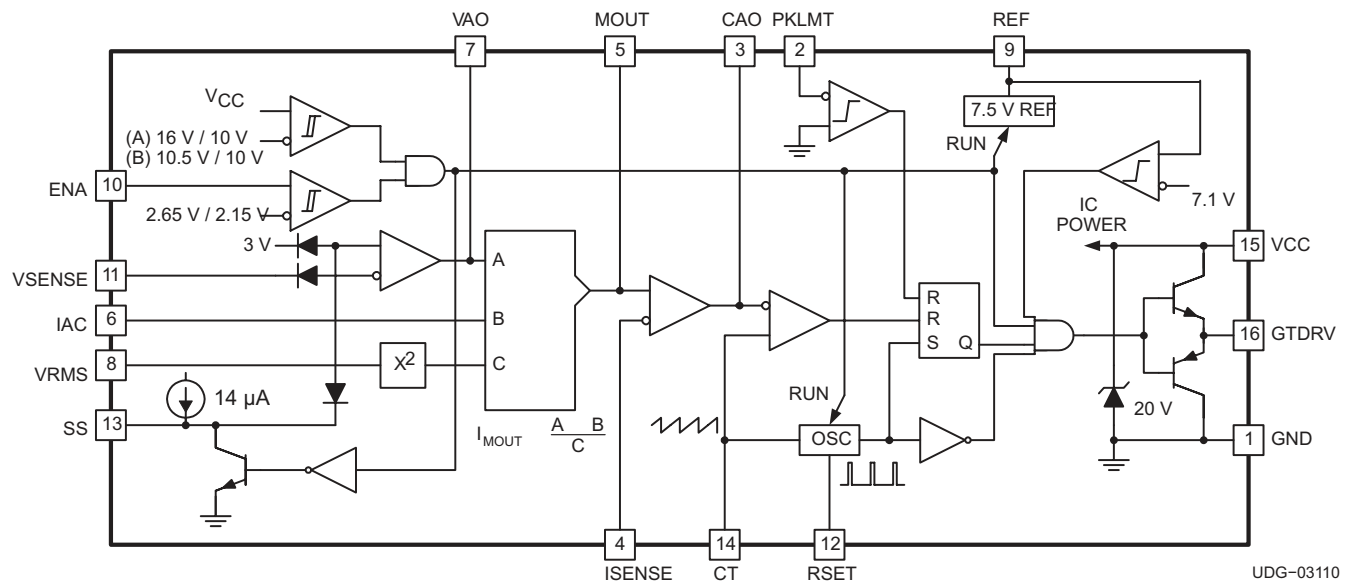 VAO
MOUT
CAO
PKLMT
REF
7
5
3
2
9
VCC
(A) 16 V / 10 V
(B) 10.5 V / 10 V
7.5 V REF
RUN
ENA
10
2.65 V / 2.15 V
7.1 V
IC
POWER
3 V
15
VCC
VSENSE
11
A
IAC
6
B
R
R
S
Q
16
GTDRV
VRMS
8
X2
C
14 µA
RUN
20 V
SS
13
IMOUT
A B
C
OSC
1
GND
4
14
12
ISENSE
CT
RSET
UDG−03110